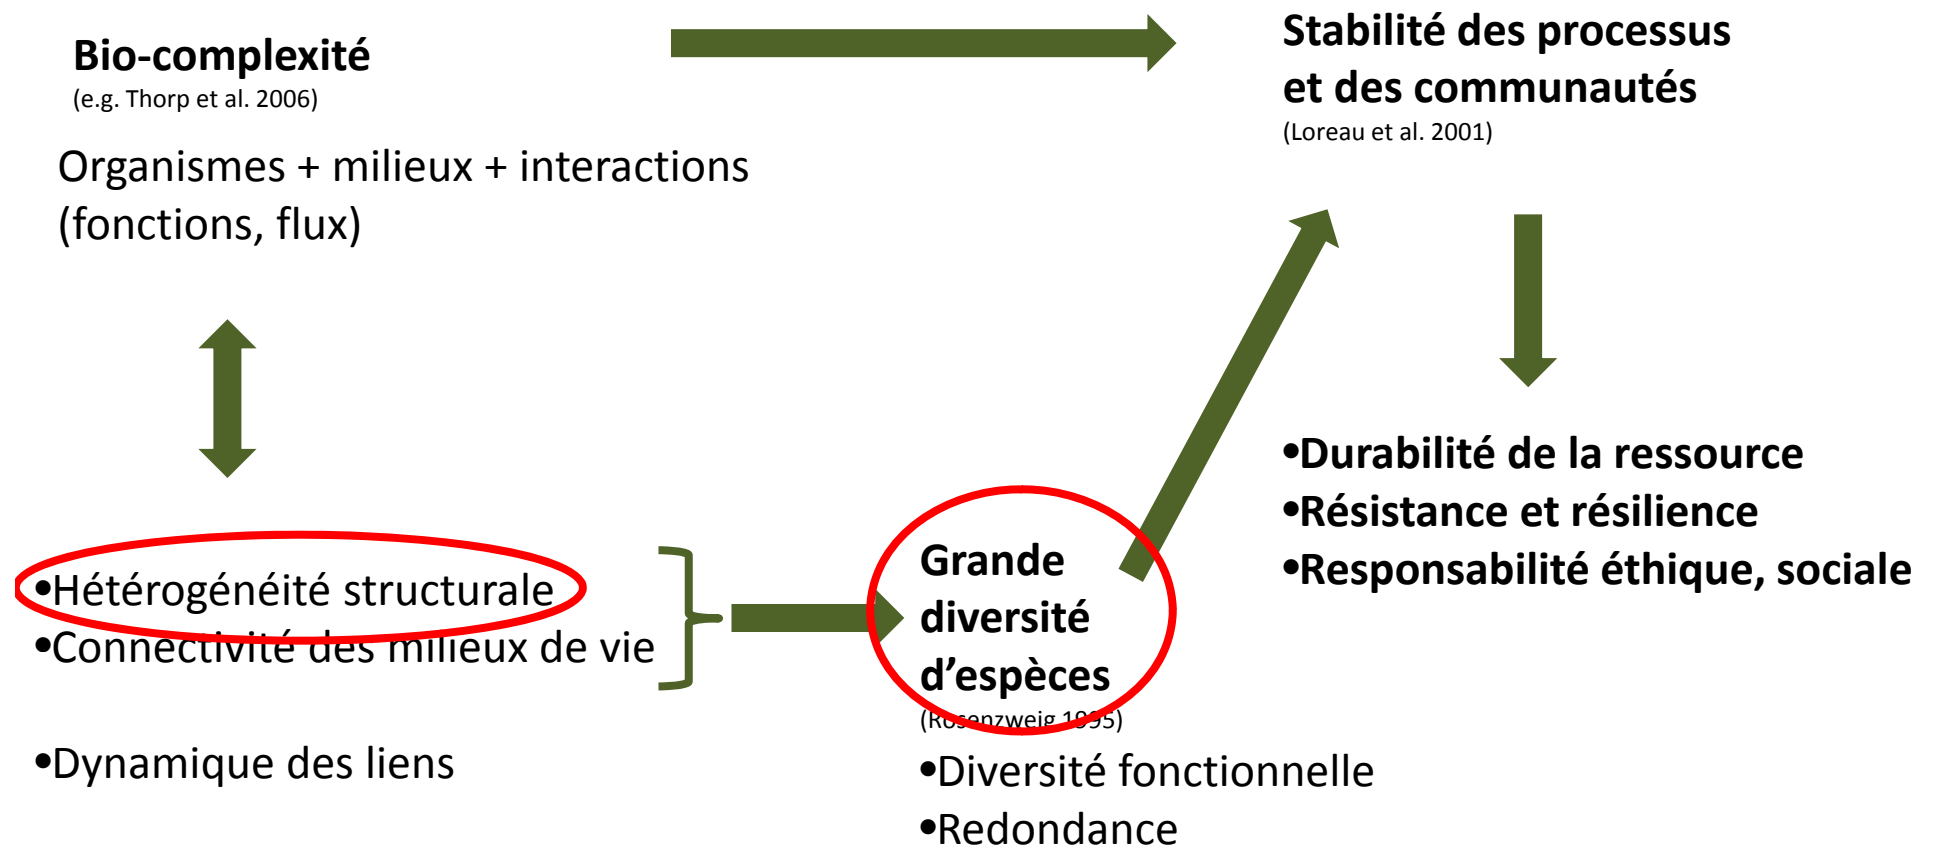 Bio-complexité
(e.g. Thorp et al. 2006)
Organismes + milieux + interactions
(fonctions, flux)
Stabilité des processus
et des communautés
(Loreau et al. 2001)
•Hétérogénéité structurale
•Connectivité des milieux de vie
•Dynamique des liens
Grande
diversité
d’espèces
(Rosenzweig 1995)
•Diversité fonctionnelle
•Redondance
•Durabilité de la ressource
•Résistance et résilience
•Responsabilité éthique, sociale